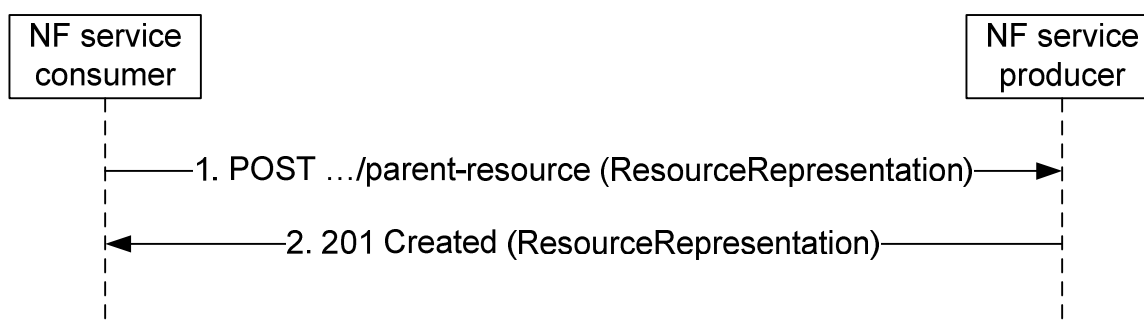 NF service
consumer
NF service
producer
1. POST …/parent-resource (ResourceRepresentation)
2. 201 Created (ResourceRepresentation)